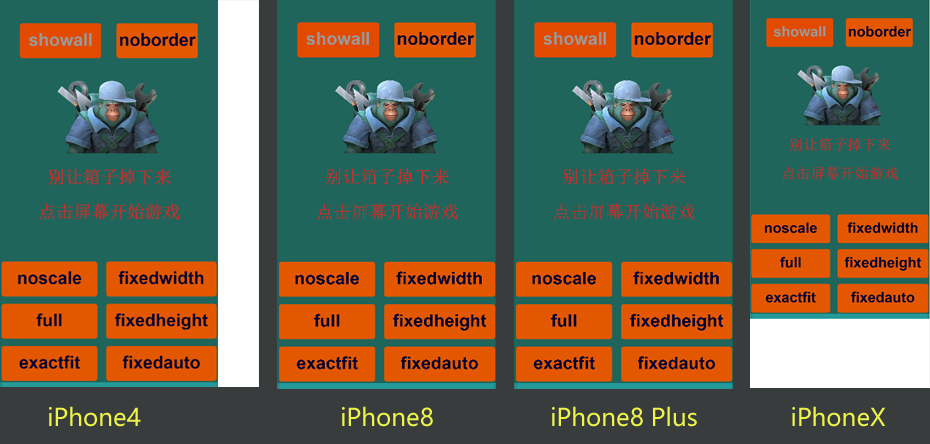 showall noborder
别让箱子掉下来
点击屏幕开始游戏
noscale fixedwidth
full fixedheight
exactfit fixedauto
iPhone4
showall noborder
别让箱子掉下来
点击屏幕开始游戏
noscale fixedwidth
full fixedheight
exactfit fixedauto
iPhone8
showall noborder
别让箱子掉下来
点击屏幕开始游戏
noscale fixedwidth
full fixedheight
exactfit fixedauto
iPhone8 Plus
showall noborder
别让箱子掉下来
点击屏幕开始游戏
noscale fixedwidth
full fixedheight
exactfit fixedauto
iPhoneX